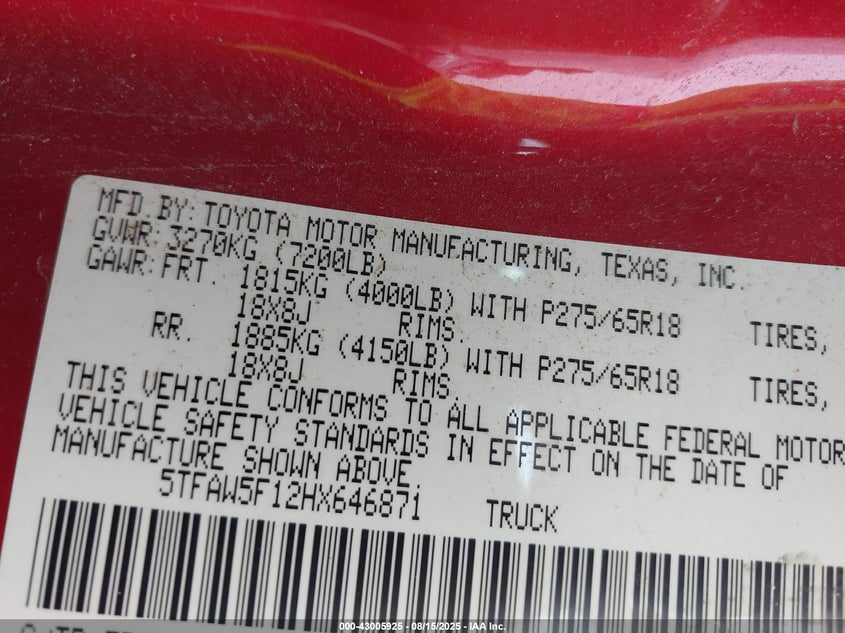 MFD. BY: TOYOTA MOTOR MANUFACTURING, TEXAS, INC.
GVWR: 3270KG (7200LB)
GAWR: FRT. 1815KG (4000LB) WITH P275/65R18 TIRES,
18X8J RIMS.
RR. 1885KG (4150LB) WITH P275/65R18 TIRES,
18X8J RIMS.
THIS VEHICLE CONFORMS TO ALL APPLICABLE FEDERAL MOTOR
VEHICLE SAFETY STANDARDS IN EFFECT ON THE DATE OF
MANUFACTURE SHOWN ABOVE.
5TFAW5F12HX646871 TRUCK
000-43005925 - 08/15/2025 - IAA Inc.